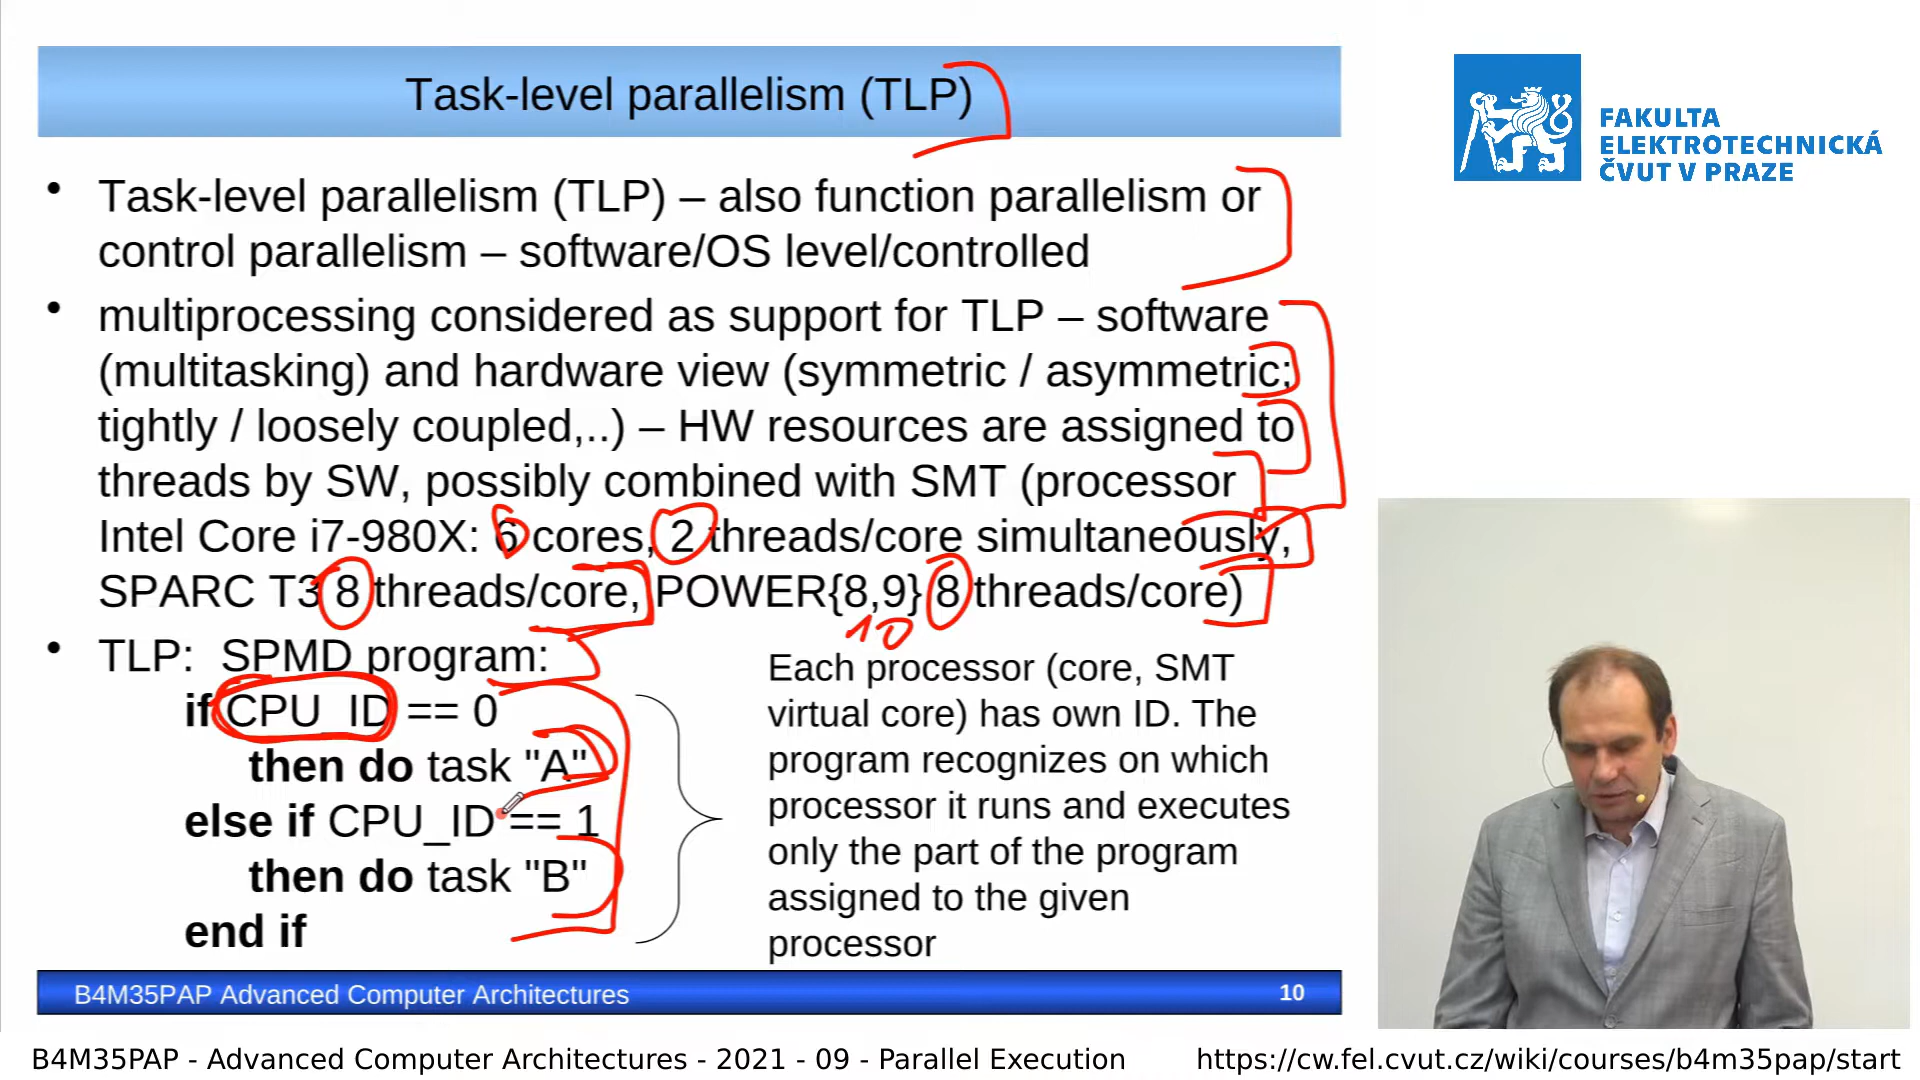 Task-level parallelism (TLP)
FAKULTA
ELEKTROTECHNICKÁ
ČVUT V PRAZE
• Task-level parallelism (TLP) – also function parallelism or
control parallelism – software/OS level/controlled
• multiprocessing considered as support for TLP – software
(multitasking) and hardware view (symmetric / asymmetric;
tightly / loosely coupled,..) – HW resources are assigned to
threads by SW, possibly combined with SMT (processor
Intel Core i7-980X: 6 cores, 2 threads/core simultaneously,
SPARC T3 8 threads/core, POWER{8,9} 8 threads/core)
10
• TLP: SPMD program:
if CPU_ID == 0
then do task "A"
else if CPU_ID == 1
then do task "B"
end if
Each processor (core, SMT
virtual core) has own ID. The
program recognizes on which
processor it runs and executes
only the part of the program
assigned to the given
processor
B4M35PAP Advanced Computer Architectures
10
B4M35PAP - Advanced Computer Architectures - 2021 - 09 - Parallel Execution
https://cw.fel.cvut.cz/wiki/courses/b4m35pap/start